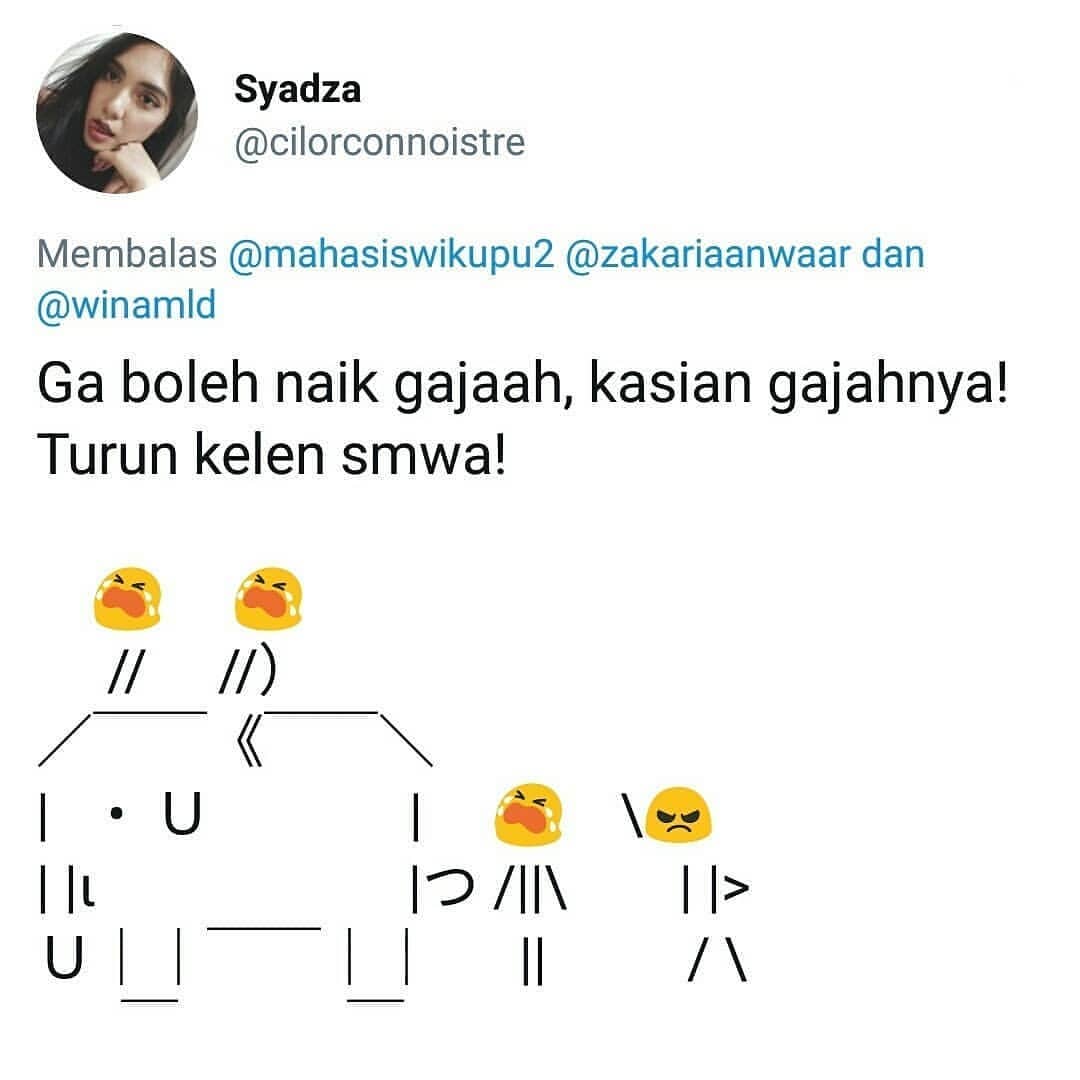 Syadza
@cilorconnoistre
Membalas @mahasiswikupu2 @zakariaanwaar dan
@winamld
Ga boleh naik gajaah, kasian gajahnya!
Turun kelen smwa!
😭 😭
// //)
／￣￣ 《￣￣＼
| • U | 😭 \😠
| |ι |つ /||\ | |>
U |＿| ￣￣ |＿| || / \